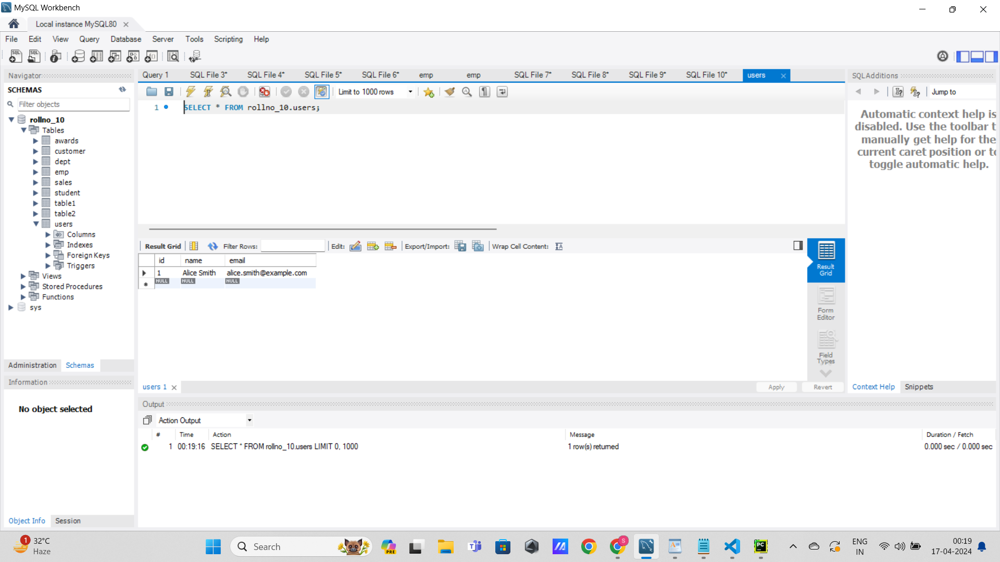 MySQL Workbench
Local instance MySQL80
File Edit View Query Database Server Tools Scripting Help
Navigator
SCHEMAS
Filter objects
rollno_10
Tables
awards
customer
dept
emp
sales
student
table1
table2
users
Columns
Indexes
Foreign Keys
Triggers
Views
Stored Procedures
Functions
sys
Administration Schemas
Information
No object selected
Object Info Session
Query 1 SQL File 3* SQL File 4* SQL File 5* SQL File 6* emp emp SQL File 7* SQL File 8* SQL File 9* SQL File 10* users
Limit to 1000 rows
1 SELECT * FROM rollno_10.users;
Result Grid Filter Rows: Edit: Export/Import: Wrap Cell Content:
id name email
1 Alice Smith alice.smith@example.com
NULL NULL NULL
Result
Grid
Form
Editor
Field
Types
users 1 Apply Revert
SQLAdditions
Jump to
Automatic context help is
disabled. Use the toolbar t
manually get help for the
current caret position or to
toggle automatic help.
Context Help Snippets
Output
Action Output
# Time Action Message Duration / Fetch
1 00:19:16 SELECT * FROM rollno_10.users LIMIT 0, 1000 1 row(s) returned 0.000 sec / 0.000 sec
1 32°C
Haze
Search
PRE
S
PC
ENG
IN
00:19
17-04-2024